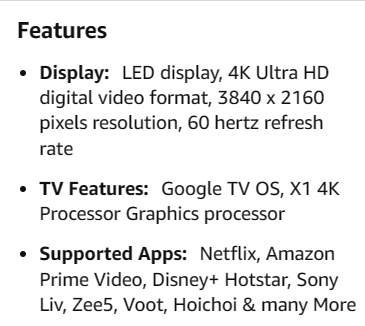 Features
• Display: LED display, 4K Ultra HD
digital video format, 3840 x 2160
pixels resolution, 60 hertz refresh
rate
• TV Features: Google TV OS, X1 4K
Processor Graphics processor
• Supported Apps: Netflix, Amazon
Prime Video, Disney+ Hotstar, Sony
Liv, Zee5, Voot, Hoichoi & many More